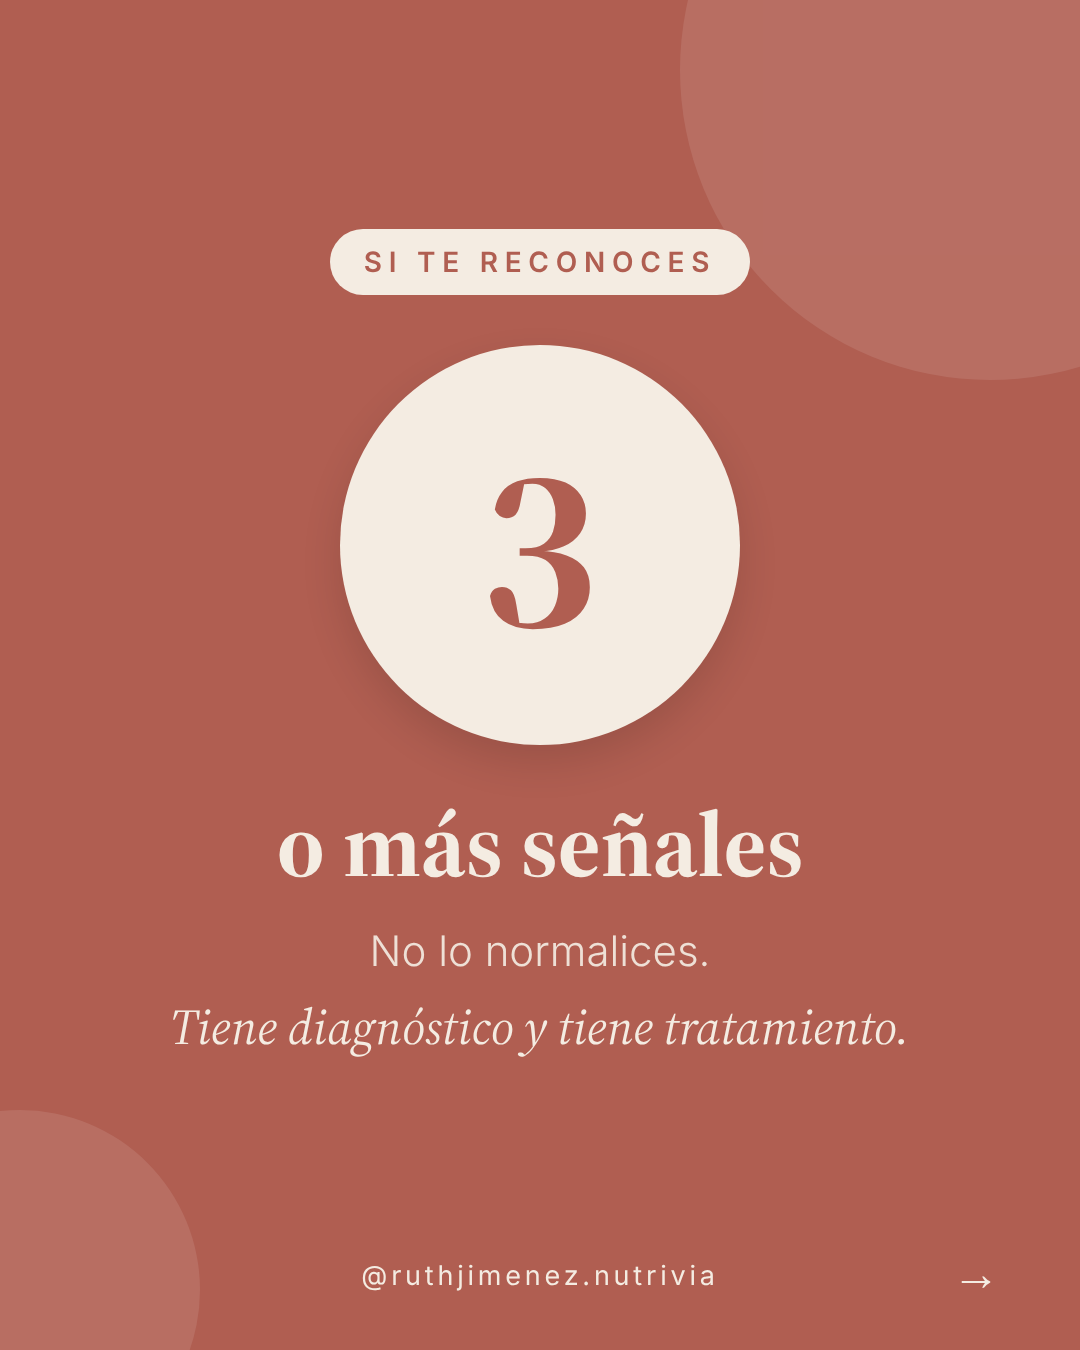 SI TE RECONOCES
3
o más señales
No lo normalices.
Tiene diagnóstico y tiene tratamiento.
@ruthjimenez.nutrivia →